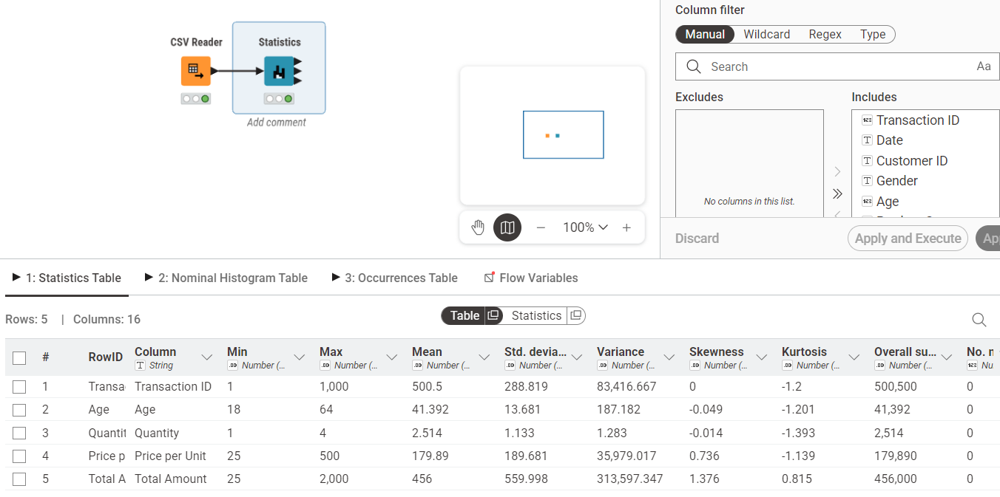 CSV Reader
Statistics
Add comment
100%
Column filter
Manual Wildcard Regex Type
Search Aa
Excludes Includes
No columns in this list.
Transaction ID
T Date
T Customer ID
T Gender
Age
Discard Apply and Execute Ap
1: Statistics Table 2: Nominal Histogram Table 3: Occurrences Table Flow Variables
Rows: 5 | Columns: 16 Table Statistics
# RowID Column Min Max Mean Std. devia... Variance Skewness Kurtosis Overall su... No. n
T String Number (... Number (... Number (... Number (... Number (... Number (... Number (... Number (... Nu
1 Transa Transaction ID 1 1,000 500.5 288.819 83,416.667 0 -1.2 500,500 0
2 Age Age 18 64 41.392 13.681 187.182 -0.049 -1.201 41,392 0
3 Quantit Quantity 1 4 2.514 1.133 1.283 -0.014 -1.393 2,514 0
4 Price p Price per Unit 25 500 179.89 189.681 35,979.017 0.736 -1.139 179,890 0
5 Total A Total Amount 25 2,000 456 559.998 313,597.347 1.376 0.815 456,000 0